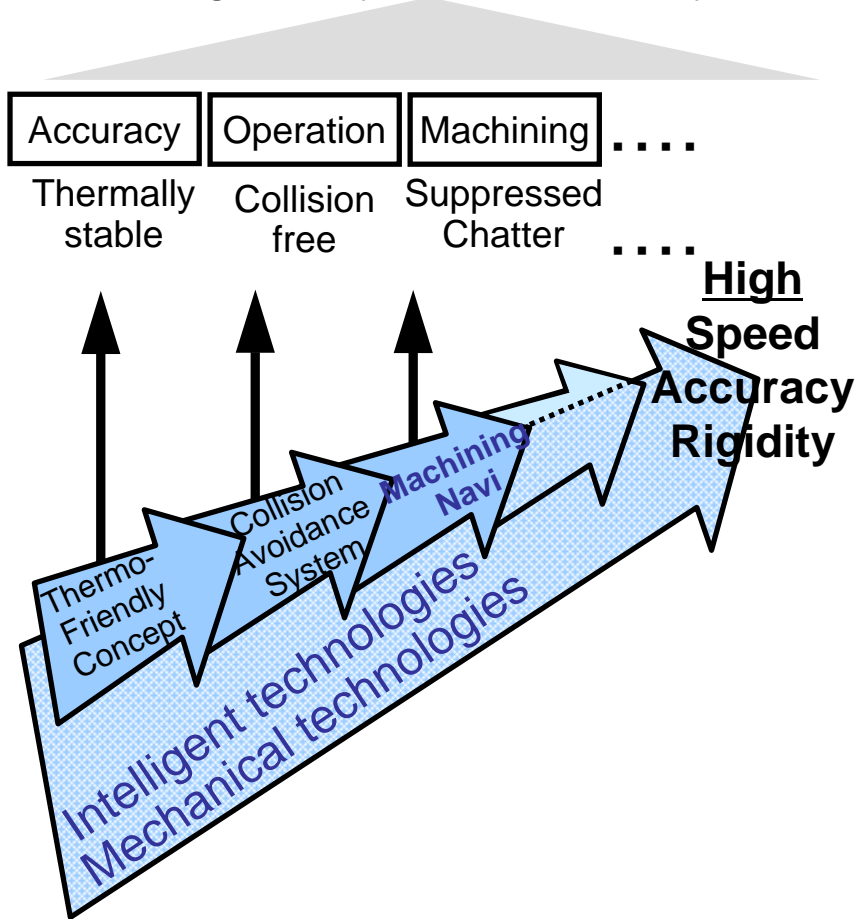 Accuracy
Operation
Machining
....
Thermally
stable
Collision
free
Suppressed
Chatter
....
High
Speed
Accuracy
Rigidity
Thermo-
Friendly
Concept
Collision
Avoidance
System
Machining
Navi
Intelligent technologies
Mechanical technologies